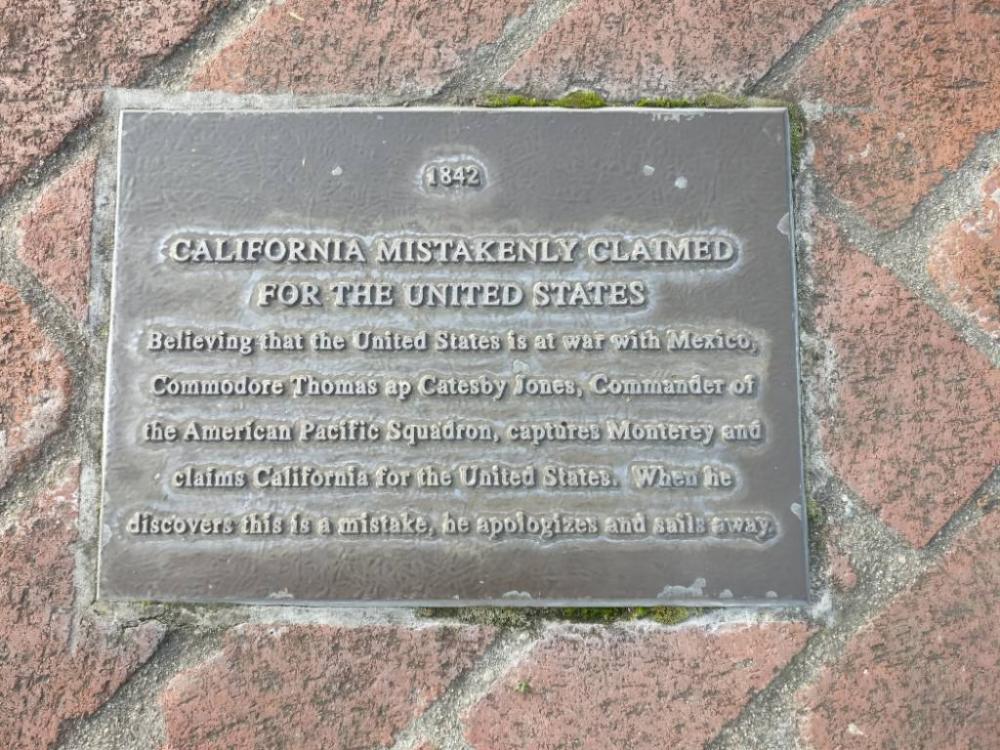 1842
CALIFORNIA MISTAKENLY CLAIMED
FOR THE UNITED STATES
Believing that the United States is at war with Mexico,
Commodore Thomas ap Catesby Jones, Commander of
the American Pacific Squadron, captures Monterey and
claims California for the United States. When he
discovers this is a mistake, he apologizes and sails away.